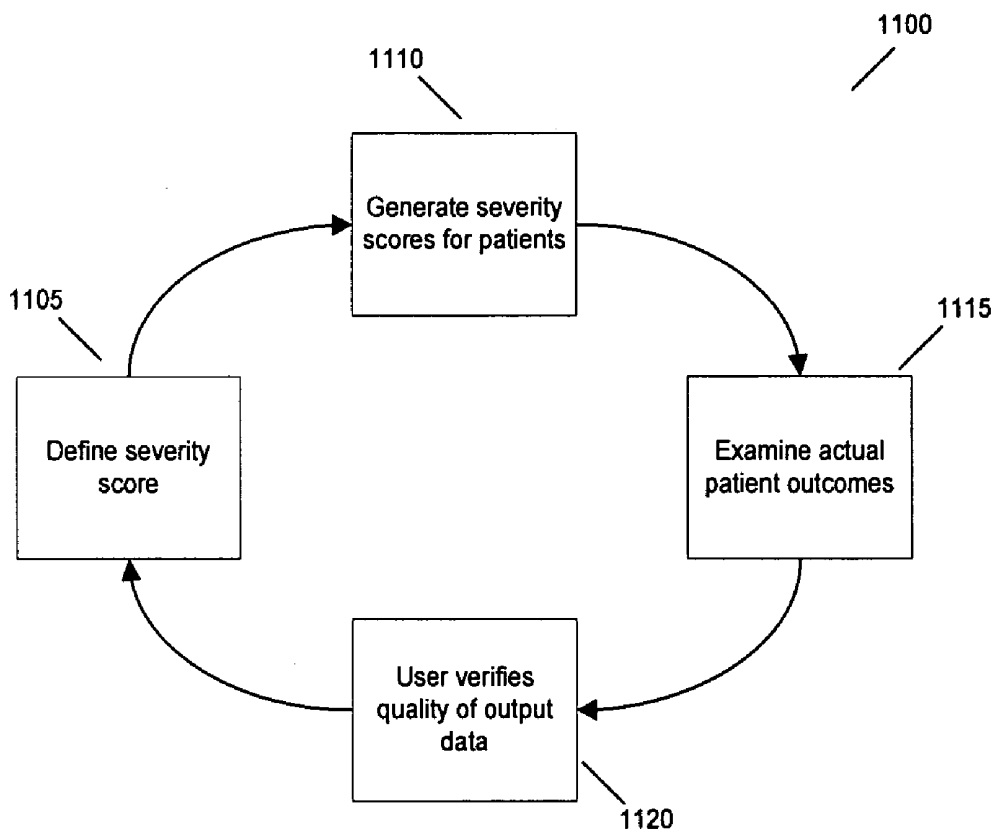 1100
1110
Generate severity
scores for patients
1105
1115
Define severity
score
Examine actual
patient outcomes
User verifies
quality of output
data
1120